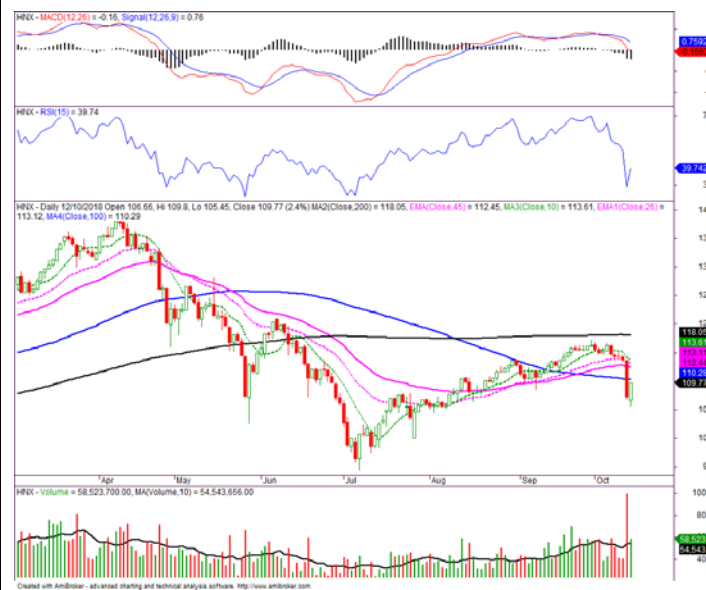 HNX - MACD(12,26) = -0.16, Signal(12,26,9) = 0.76
0.7592
HNX - RSI(15) = 39.74
39.742
HNX - Daily 12/10/2018 Open 106.66, Hi 109.8, Lo 105.45, Close 109.77 (2.4%) MA2(Close,200) = 118.05, EMA(Close,45) = 112.45, MA3(Close,10) = 113.61, EMA1(Close,26) =
113.12, MA4(Close,100) = 110.29
118.05
113.61
110.29
109.77
Apr May Jun Jul Aug Sep Oct
HNX - Volume = 58,523,700.00, MA(Volume,10) = 54,543,656.00
100
80
58,523
54,543
40
Created with AmiBroker - advanced charting and technical analysis software. http://www.amibroker.com